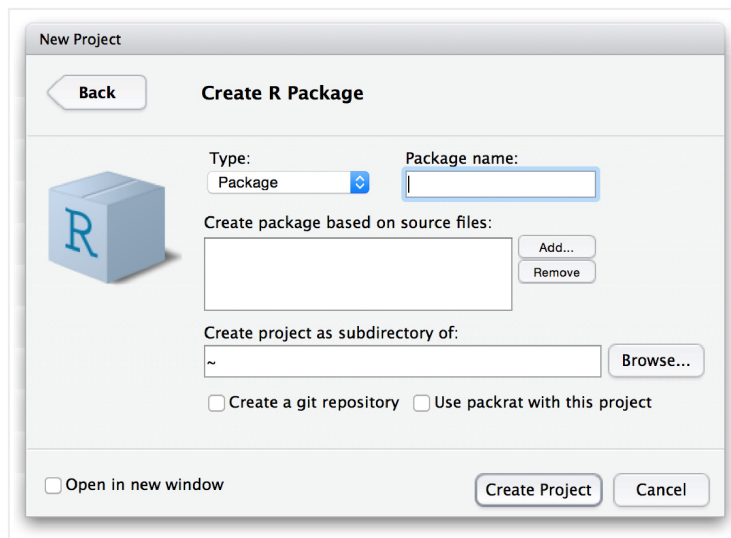 New Project
Back
Create R Package
Type: Package name:
Package
R
Create package based on source files:
Add...
Remove
Create project as subdirectory of:
~ Browse...
Create a git repository Use packrat with this project
Open in new window
Create Project Cancel